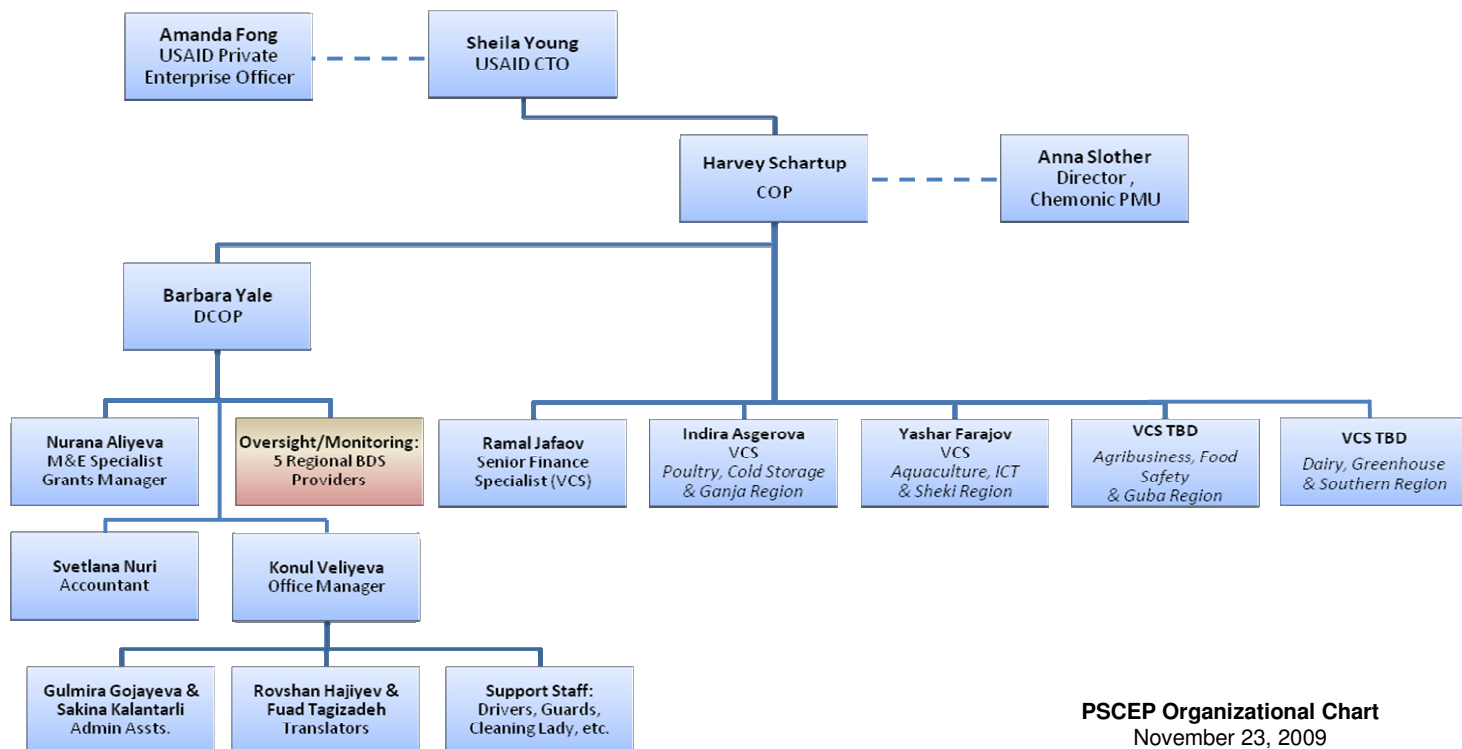 Amanda Fong
USAID Private
Enterprise Officer
Sheila Young
USAID CTO
Harvey Schartup
COP
Anna Slother
Director ,
Chemonic PMU
Barbara Yale
DCOP
Nurana Aliyeva
M&E Specialist
Grants Manager
Oversight/Monitoring:
5 Regional BDS
Providers
Ramal Jafaov
Senior Finance
Specialist (VCS)
Indira Asgerova
VCS
Poultry, Cold Storage
& Ganja Region
Yashar Farajov
VCS
Aquaculture, ICT
& Sheki Region
VCS TBD
Agribusiness, Food
Safety
& Guba Region
VCS TBD
Dairy, Greenhouse
& Southern Region
Svetlana Nuri
Accountant
Konul Veliyeva
Office Manager
Gulmira Gojayeva &
Sakina Kalantarli
Admin Assts.
Rovshan Hajiyev &
Fuad Tagizadeh
Translators
Support Staff:
Drivers, Guards,
Cleaning Lady, etc.
PSCEP Organizational Chart
November 23, 2009